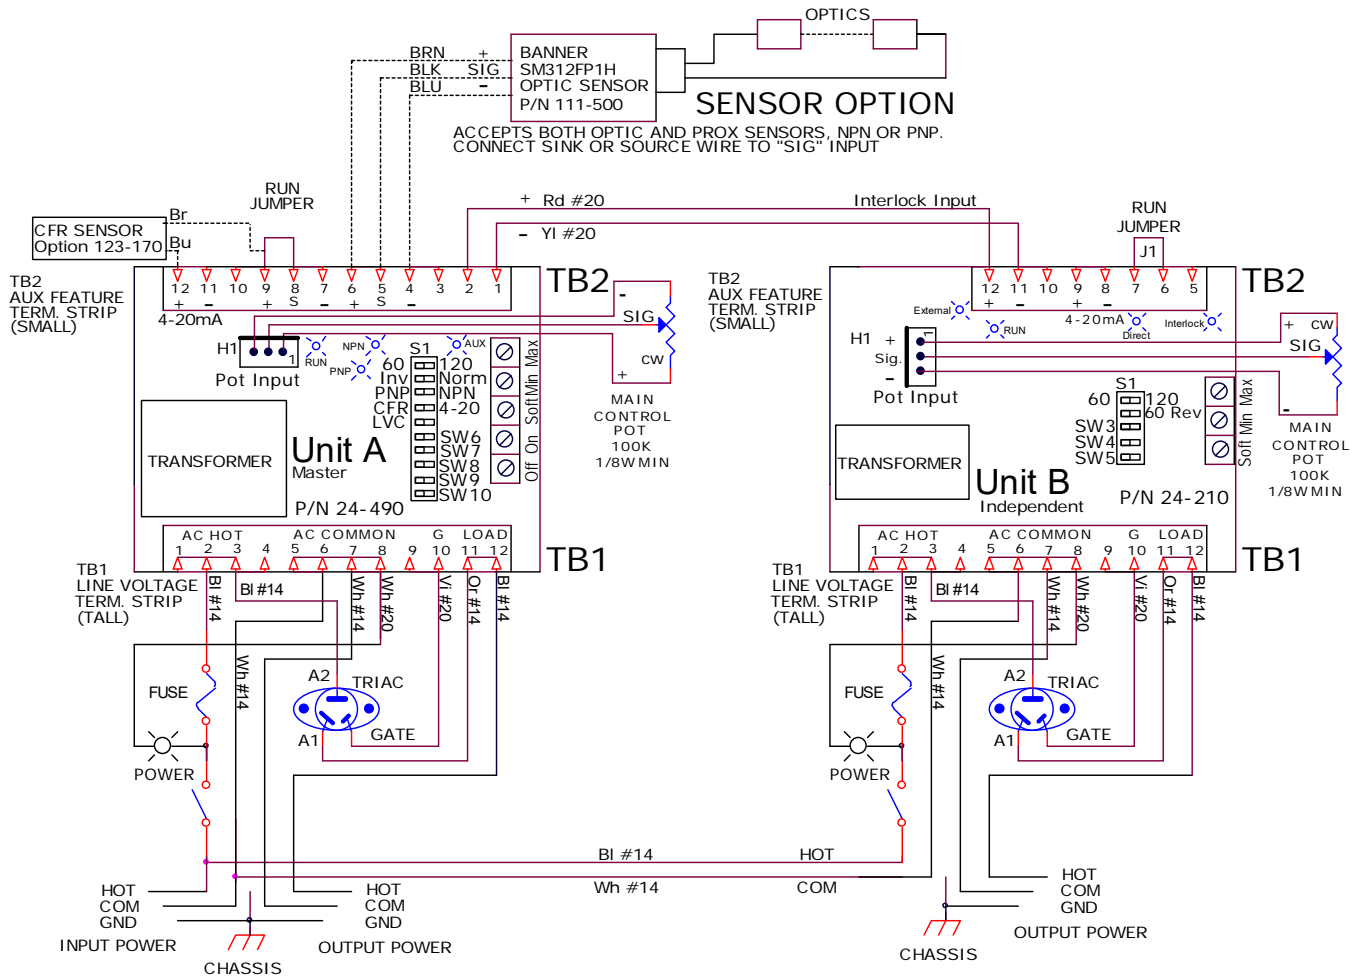 OPTICS
BRN + BANNER
BLK SIG SM312FP1H
BLU - OPTIC SENSOR
P/N 111-500
SENSOR OPTION
ACCEPTS BOTH OPTIC AND PROX SENSORS, NPN OR PNP.
CONNECT SINK OR SOURCE WIRE TO "SIG" INPUT
RUN
JUMPER
Br
CFR SENSOR
Option 123-170
Bu
+ Rd #20
Interlock Input
- Yl #20
RUN
JUMPER
J1
TB2
AUX FEATURE
TERM. STRIP
(SMALL)
12 11 10 9 8 7 6 5 4 3 2 1
+ - + S - + S -
4-20mA
TB2
- SIG
CW
+
H1
1
Pot Input
RUN
NPN
PNP
AUX
S1
60 120
Inv Norm
PNP NPN
CFR 4-20
LVC
SW6
SW7
SW8
SW9
SW10
Off On Soft Min Max
MAIN
CONTROL
POT
100K
1/8W MIN
TRANSFORMER
Unit A
Master
P/N 24-490
AC HOT AC COMMON G LOAD
1 2 3 4 5 6 7 8 9 10 11 12
TB1
TB1
LINE VOLTAGE
TERM. STRIP
(TALL)
Bl #14
Bl #14
Wh #14
Wh #20
Vi #20
Or #14
Bl #14
Wh #14
FUSE
A2
TRIAC
A1
GATE
POWER
TB2
AUX FEATURE
TERM. STRIP
(SMALL)
12 11 10 9 8 7 6 5
+ - + -
4-20mA
TB2
External
RUN
Direct
Interlock
H1 +
Sig.
-
1
Pot Input
+ CW
SIG
-
S1
60 120
60 Rev
SW3
SW4
SW5
Soft Min Max
MAIN
CONTROL
POT
100K
1/8W MIN
TRANSFORMER
Unit B
Independent
P/N 24-210
AC HOT AC COMMON G LOAD
1 2 3 4 5 6 7 8 9 10 11 12
TB1
TB1
LINE VOLTAGE
TERM. STRIP
(TALL)
Bl #14
Bl #14
Wh #14
Wh #20
Vi #20
Or #14
Bl #14
Wh #14
FUSE
A2
TRIAC
A1
GATE
POWER
Bl #14 HOT
Wh #14 COM
HOT
COM
GND
INPUT POWER
HOT
COM
GND
OUTPUT POWER
CHASSIS
HOT
COM
GND
OUTPUT POWER
CHASSIS